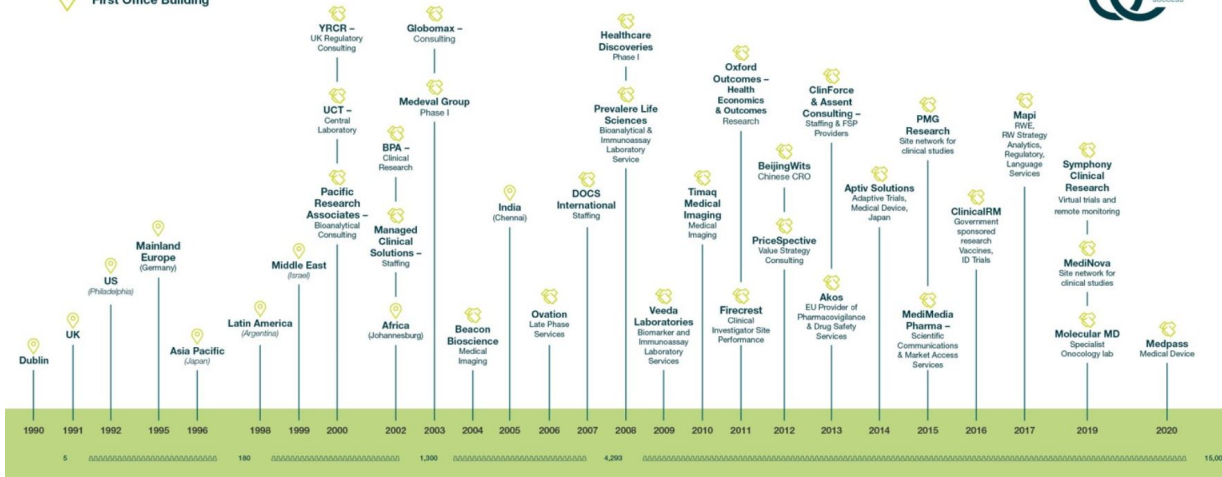 First Office Building
success
YRCR –
UK Regulatory
Consulting
UCT –
Central
Laboratory
Pacific
Research
Associates –
Bioanalytical
Consulting
Globomax –
Consulting
Medeval Group
Phase I
BPA –
Clinical
Research
Managed
Clinical
Solutions –
Staffing
Africa
(Johannesburg)
Healthcare
Discoveries
Phase I
Prevalere Life
Sciences
Bioanalytical &
Immunoassay
Laboratory
Service
Oxford
Outcomes –
Health
Economics
& Outcomes
Research
Firecrest
Clinical
Investigator Site
Performance
ClinForce
& Assent
Consulting –
Staffing & FSP
Providers
Akos
EU Provider of
Pharmacovigilance
& Drug Safety
Services
BeijingWits
Chinese CRO
PriceSpective
Value Strategy
Consulting
PMG
Research
Site network for
clinical studies
MediMedia
Pharma –
Scientific
Communications
& Market Access
Services
Mapi
RWE,
RW Strategy
Analytics,
Regulatory,
Language
Services
Symphony
Clinical
Research
Virtual trials and
remote monitoring
MediNova
Site network for
clinical studies
Molecular MD
Specialist
Onocology lab
Dublin
UK
US
(Philadelphia)
Mainland
Europe
(Germany)
Asia Pacific
(Japan)
Latin America
(Argentina)
Middle East
(Israel)
Beacon
Bioscience
Medical
Imaging
India
(Chennai)
Ovation
Late Phase
Services
DOCS
International
Staffing
Veeda
Laboratories
Biomarker and
Immunoassay
Laboratory
Services
Timaq
Medical
Imaging
Medical
Imaging
Aptiv Solutions
Adaptive Trials,
Medical Device,
Japan
ClinicalRM
Government
sponsored
research
Vaccines,
ID Trials
Medpass
Medical Device
1990 1991 1992 1995 1996 1998 1999 2000 2002 2003 2004 2005 2006 2007 2008 2009 2010 2011 2012 2013 2014 2015 2016 2017 2019 2020
5 180 1,300 4,293